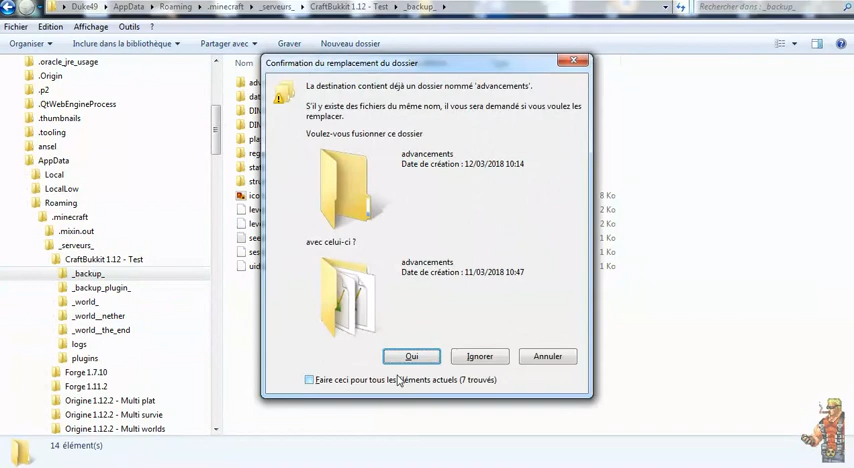 Duke49 ▸ AppData ▸ Roaming ▸ .minecraft ▸ _serveurs_ ▸ CraftBukkit 1.12 - Test ▸ _backup_ ▸
Rechercher dans : _backup_
Fichier Edition Affichage Outils ?
Organiser Inclure dans la bibliothèque Partager avec Graver Nouveau dossier
.oracle_jre_usage
.Origin
.p2
.QtWebEngineProcess
.thumbnails
.tooling
ansel
AppData
Local
LocalLow
Roaming
.minecraft
.mixin.out
_serveurs_
CraftBukkit 1.12 - Test
_backup_
_backup_plugin_
_world_
_world_nether
_world__the_end
logs
plugins
Forge 1.7.10
Forge 1.11.2
Origine 1.12.2 - Multi plat
Origine 1.12.2 - Multi survie
Origine 1.12.2 - Multi worlds
Nom
8 Ko
2 Ko
2 Ko
1 Ko
1 Ko
1 Ko
Confirmation du remplacement du dossier
La destination contient déjà un dossier nommé 'advancements'.
S'il y existe des fichiers du même nom, il vous sera demandé si vous voulez les
remplacer.
Voulez-vous fusionner ce dossier
advancements
Date de création : 12/03/2018 10:14
avec celui-ci ?
advancements
Date de création : 11/03/2018 10:47
Oui Ignorer Annuler
Faire ceci pour tous les éléments actuels (7 trouvés)
14 élément(s)